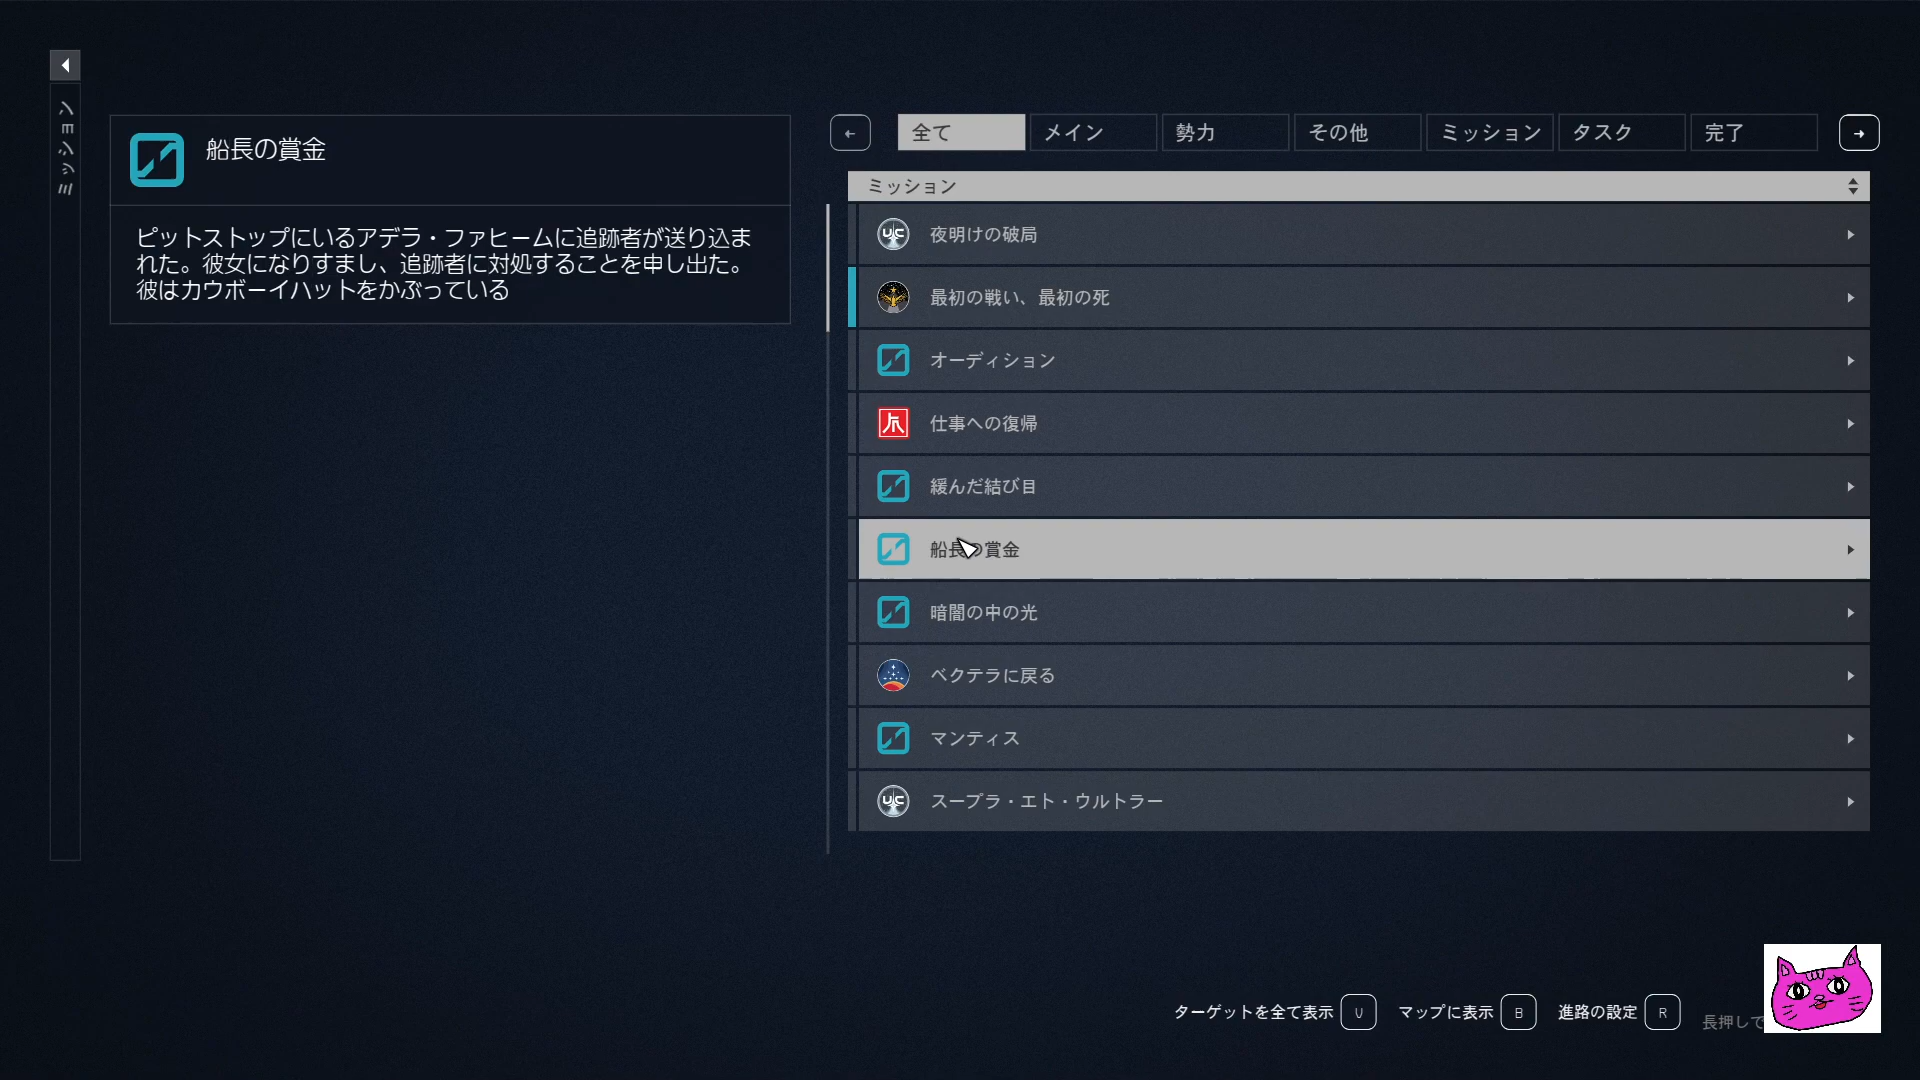 ミッション
船長の賞金
ピットストップにいるアデラ・ファヒームに追跡者が送り込ま
れた。彼女になりすまし、追跡者に対処することを申し出た。
彼はカウボーイハットをかぶっている
全て
メイン
勢力
その他
ミッション
タスク
完了
ミッション
UC
夜明けの破局
最初の戦い、最初の死
オーディション
仕事への復帰
緩んだ結び目
船長の賞金
暗闇の中の光
ベクテラに戻る
マンティス
UC
スープラ・エト・ウルトラー
ターゲットを全て表示 U
マップに表示 B
進路の設定 R
長押して